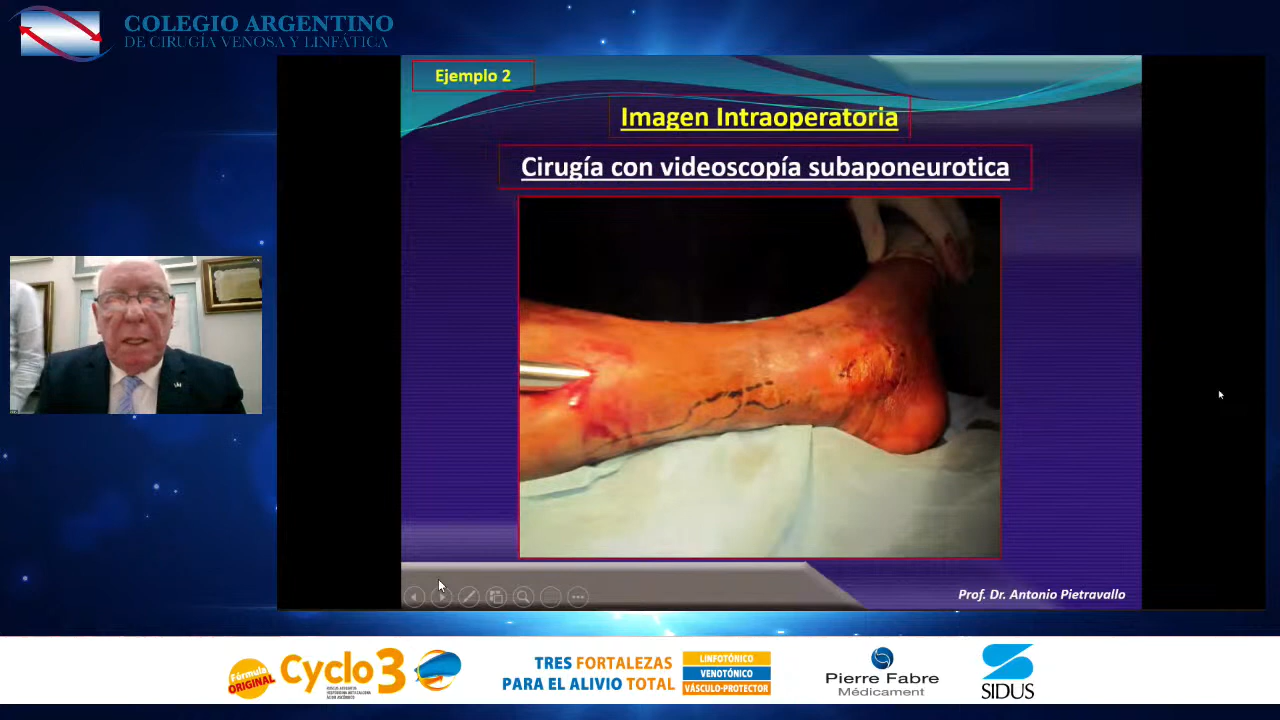 COLEGIO ARGENTINO
DE CIRUGÍA VENOSA Y LINFÁTICA
Ejemplo 2
Imagen Intraoperatoria
Cirugía con videoscopía subaponeurotica
Prof. Dr. Antonio Pietravallo
Fórmula
ORIGINAL
Cyclo 3
TRES FORTALEZAS
PARA EL ALIVIO TOTAL
LINFOTÓNICO
VENOTÓNICO
VÁSCULO-PROTECTOR
Pierre Fabre
Médicament
SIDUS